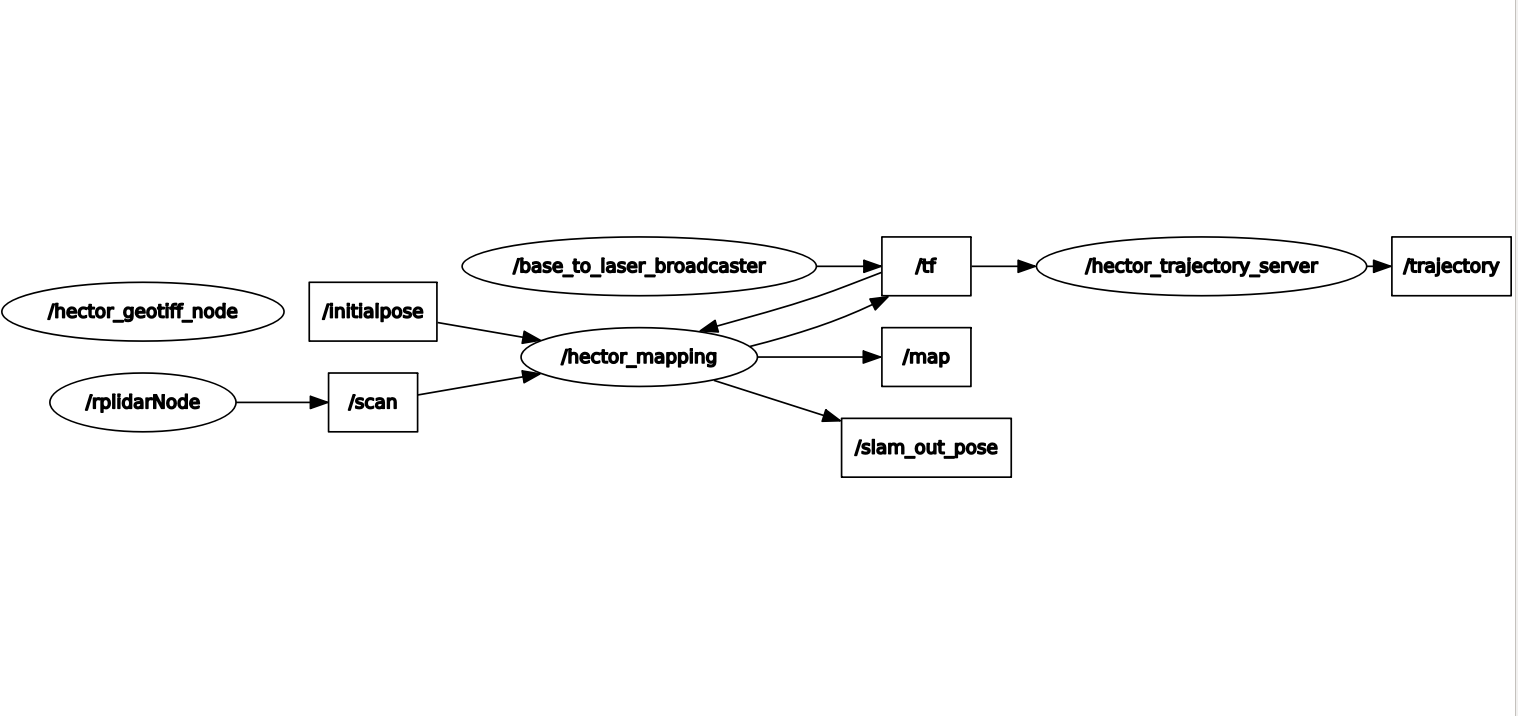 /base_to_laser_broadcaster
/tf
/hector_trajectory_server
/trajectory
/hector_geotiff_node
/initialpose
/hector_mapping
/map
/rplidarNode
/scan
/slam_out_pose